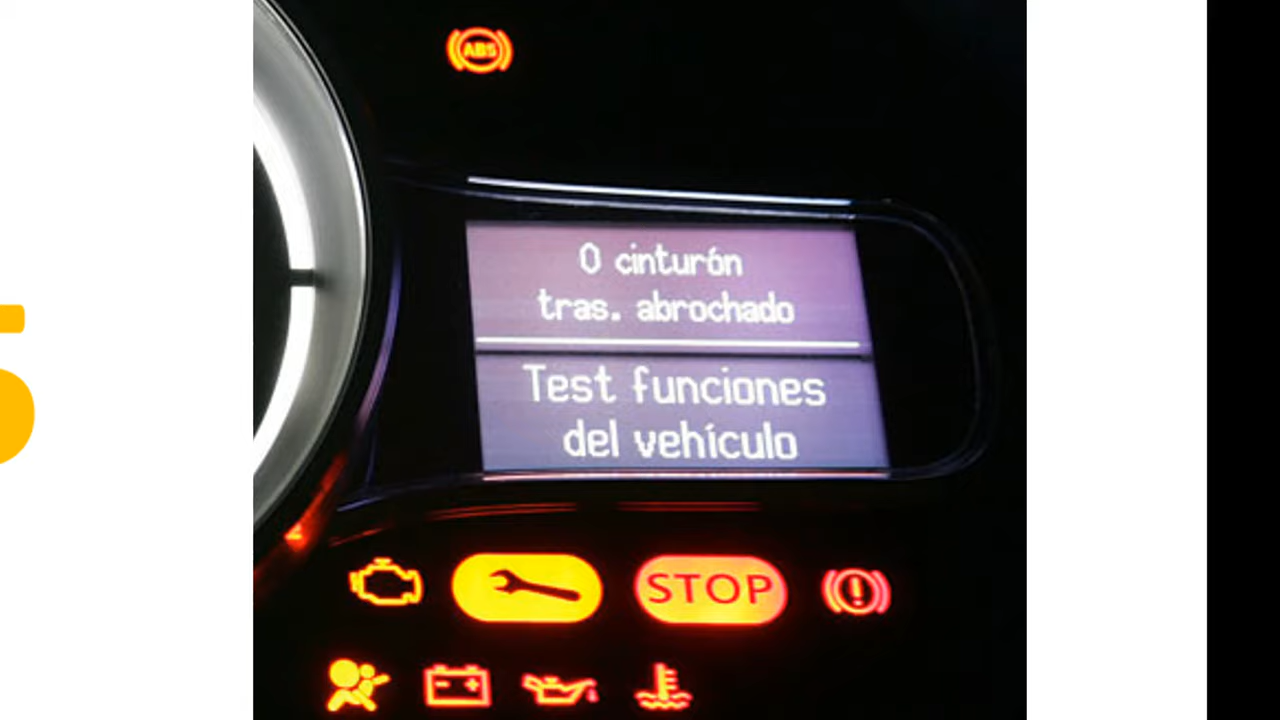 ABS
0 cinturón
tras. abrochado
Test funciones
del vehículo
STOP